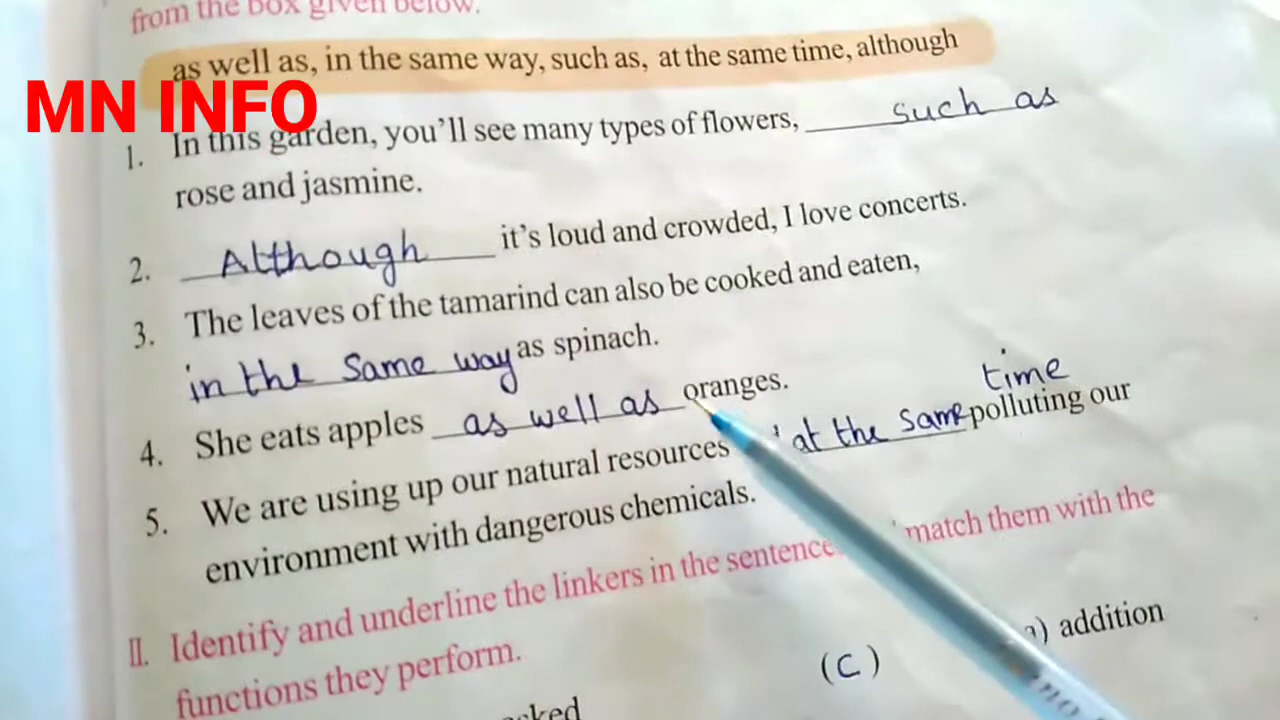 from the box given below.
as well as, in the same way, such as, at the same time, although
MN INFO
1. In this garden, you'll see many types of flowers, such as
rose and jasmine.
2. Although it's loud and crowded, I love concerts.
3. The leaves of the tamarind can also be cooked and eaten,
in the same way as spinach.
4. She eats apples as well as oranges.
time
5. We are using up our natural resources at the same polluting our
environment with dangerous chemicals.
II. Identify and underline the linkers in the sentence match them with the
functions they perform.
(C) a) addition